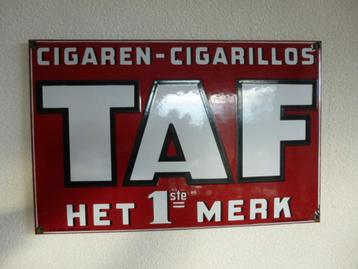 CIGAREN-CIGARILLOS
TAF
HET 1ste MERK